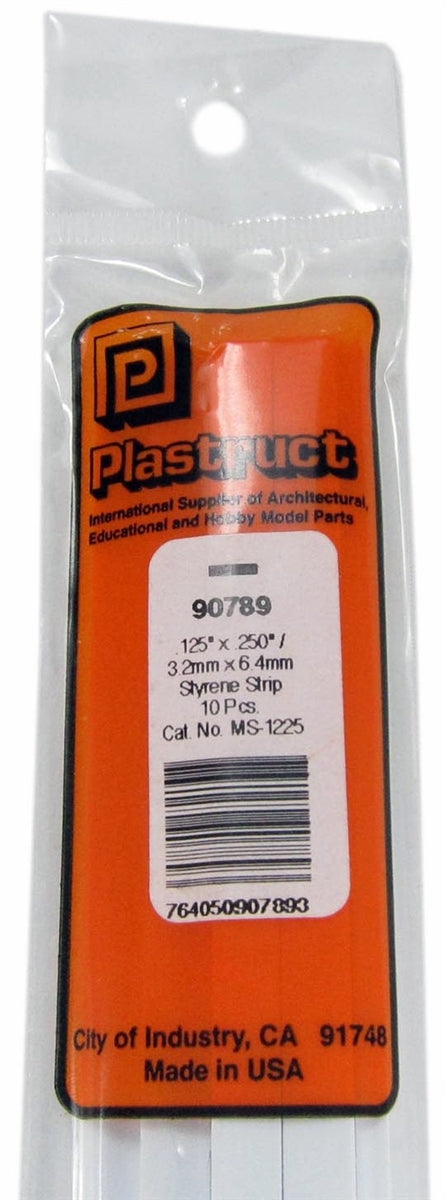 P
Plastruct
International Supplier of Architectural,
Educational and Hobby Model Parts
90789
.125" x .250" /
3.2mm x 6.4mm
Styrene Strip
10 Pcs.
Cat. No. MS-1225
764050907893
City of Industry, CA 91748
Made in USA